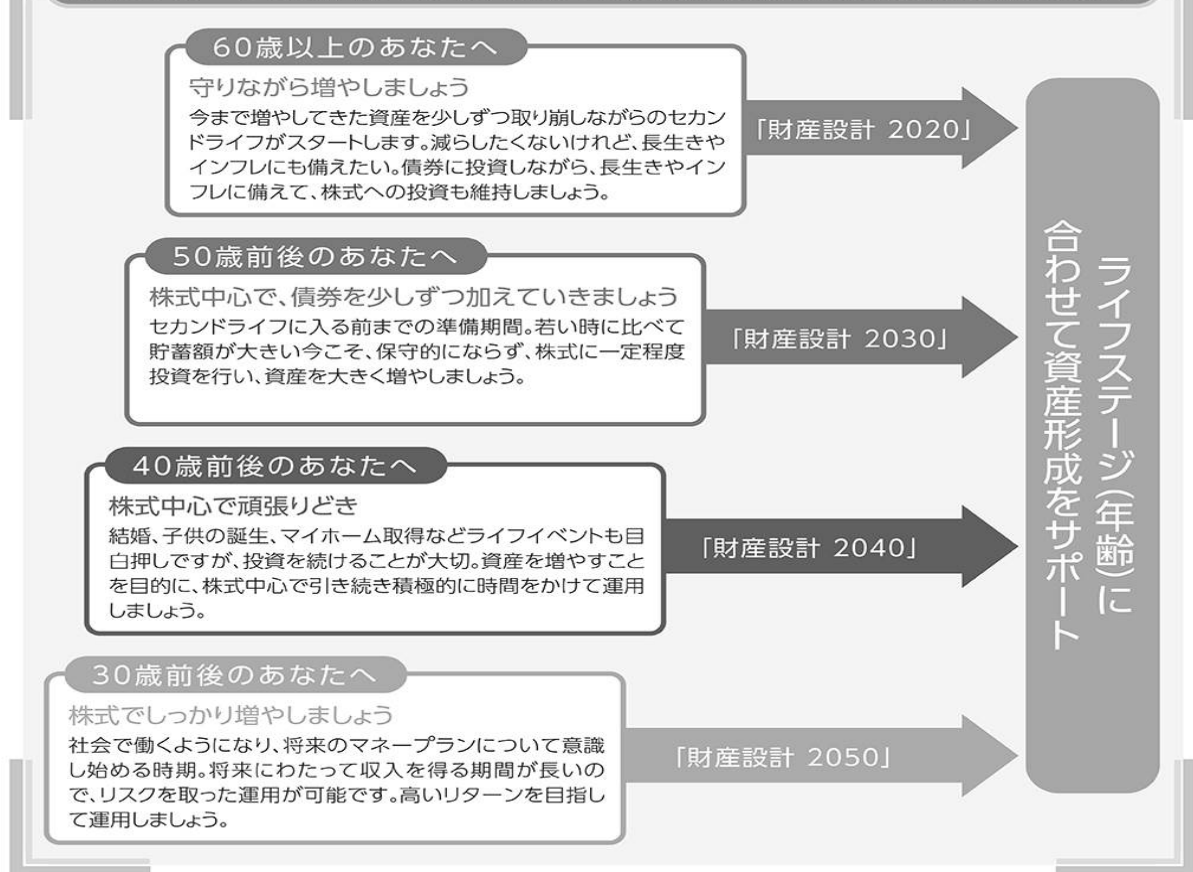 60歳以上のあなたへ
守りながら増やしましょう
今まで増やしてきた資産を少しずつ取り崩しながらのセカン
ドライフがスタートします。減らしたくないけれど、長生きや
インフレにも備えたい。債券に投資しながら、長生きやイン
フレに備えて、株式への投資も維持しましょう。
「財産設計 2020」
50歳前後のあなたへ
株式中心で、債券を少しずつ加えていきましょう
セカンドライフに入る前までの準備期間。若い時に比べて
貯蓄額が大きい今こそ、保守的にならず、株式に一定程度
投資を行い、資産を大きく増やしましょう。
「財産設計 2030」
40歳前後のあなたへ
株式中心で頑張りどき
結婚、子供の誕生、マイホーム取得などライフイベントも目
白押しですが、投資を続けることが大切。資産を増やすこと
を目的に、株式中心で引き続き積極的に時間をかけて運用
しましょう。
「財産設計 2040」
30歳前後のあなたへ
株式でしっかり増やしましょう
社会で働くようになり、将来のマネープランについて意識
し始める時期。将来にわたって収入を得る期間が長いの
で、リスクを取った運用が可能です。高いリターンを目指し
て運用しましょう。
「財産設計 2050」
ライフステージ(年齢)に
合わせて資産形成をサポート